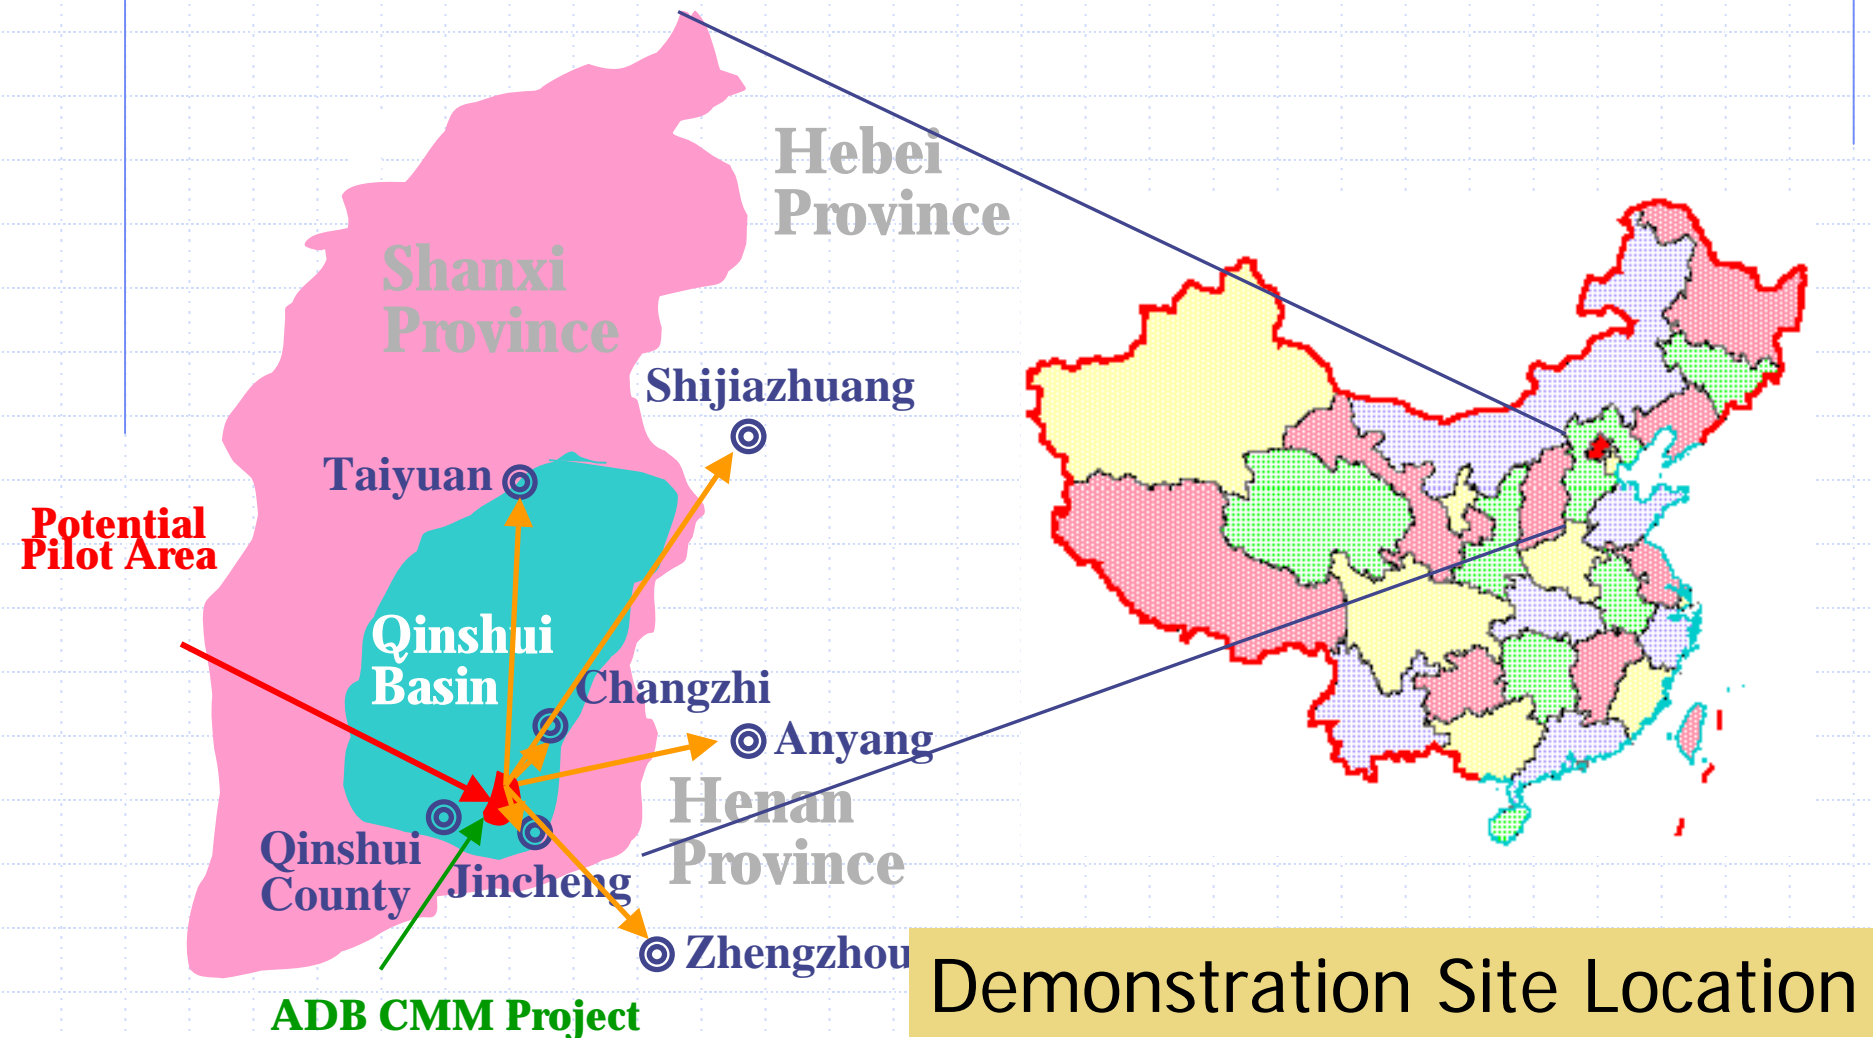 Hebei
Province
Shanxi
Province
Shijiazhuang
Taiyuan
Potential
Pilot Area
Qinshui
Basin
Changzhi
Anyang
Henan
Province
Qinshui
County
Jincheng
Zhengzhou
ADB CMM Project
Demonstration Site Location